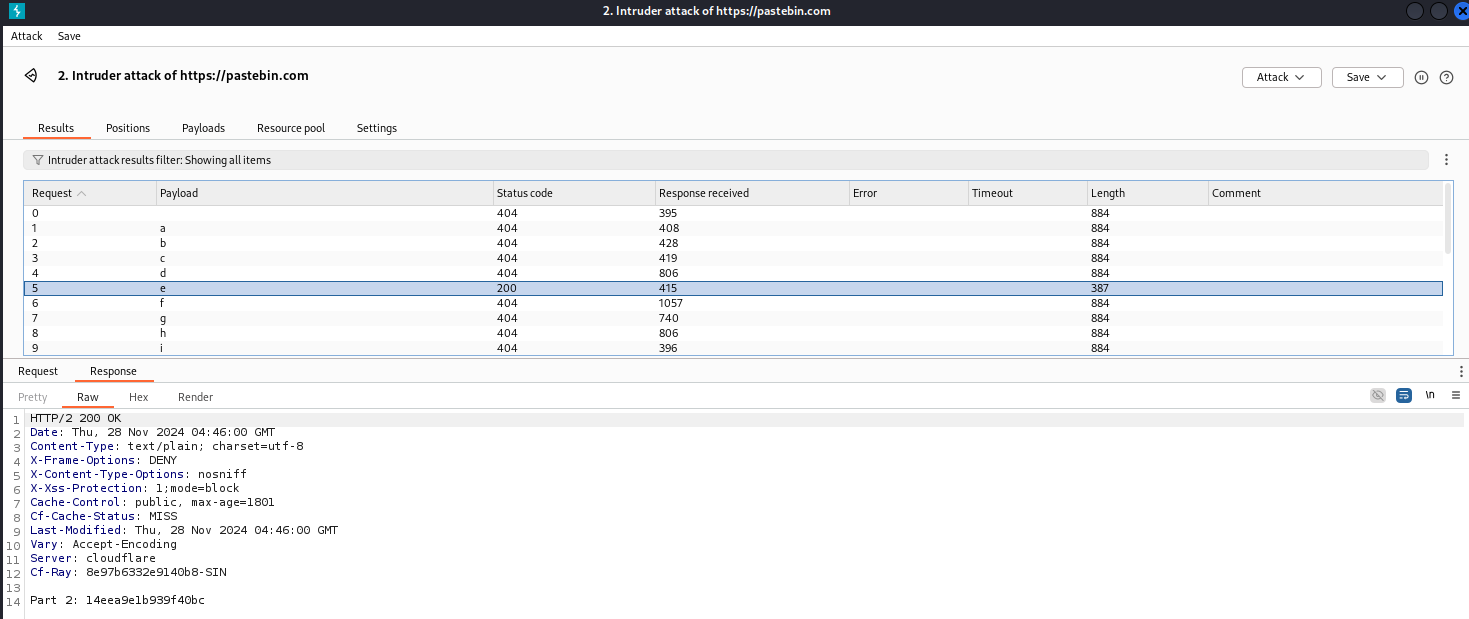 2. Intruder attack of https://pastebin.com
Attack Save
2. Intruder attack of https://pastebin.com
Attack Save
Results Positions Payloads Resource pool Settings
Intruder attack results filter: Showing all items
Request Payload Status code Response received Error Timeout Length Comment
0 404 395 884
1 a 404 408 884
2 b 404 428 884
3 c 404 419 884
4 d 404 806 884
5 e 200 415 387
6 f 404 1057 884
7 g 404 740 884
8 h 404 806 884
9 i 404 396 884
Request Response
Pretty Raw Hex Render \n
1 HTTP/2 200 OK
2 Date: Thu, 28 Nov 2024 04:46:00 GMT
3 Content-Type: text/plain; charset=utf-8
4 X-Frame-Options: DENY
5 X-Content-Type-Options: nosniff
6 X-Xss-Protection: 1;mode=block
7 Cache-Control: public, max-age=1801
8 Cf-Cache-Status: MISS
9 Last-Modified: Thu, 28 Nov 2024 04:46:00 GMT
10 Vary: Accept-Encoding
11 Server: cloudflare
12 Cf-Ray: 8e97b6332e9140b8-SIN
13
14 Part 2: 14eea9e1b939f40bc